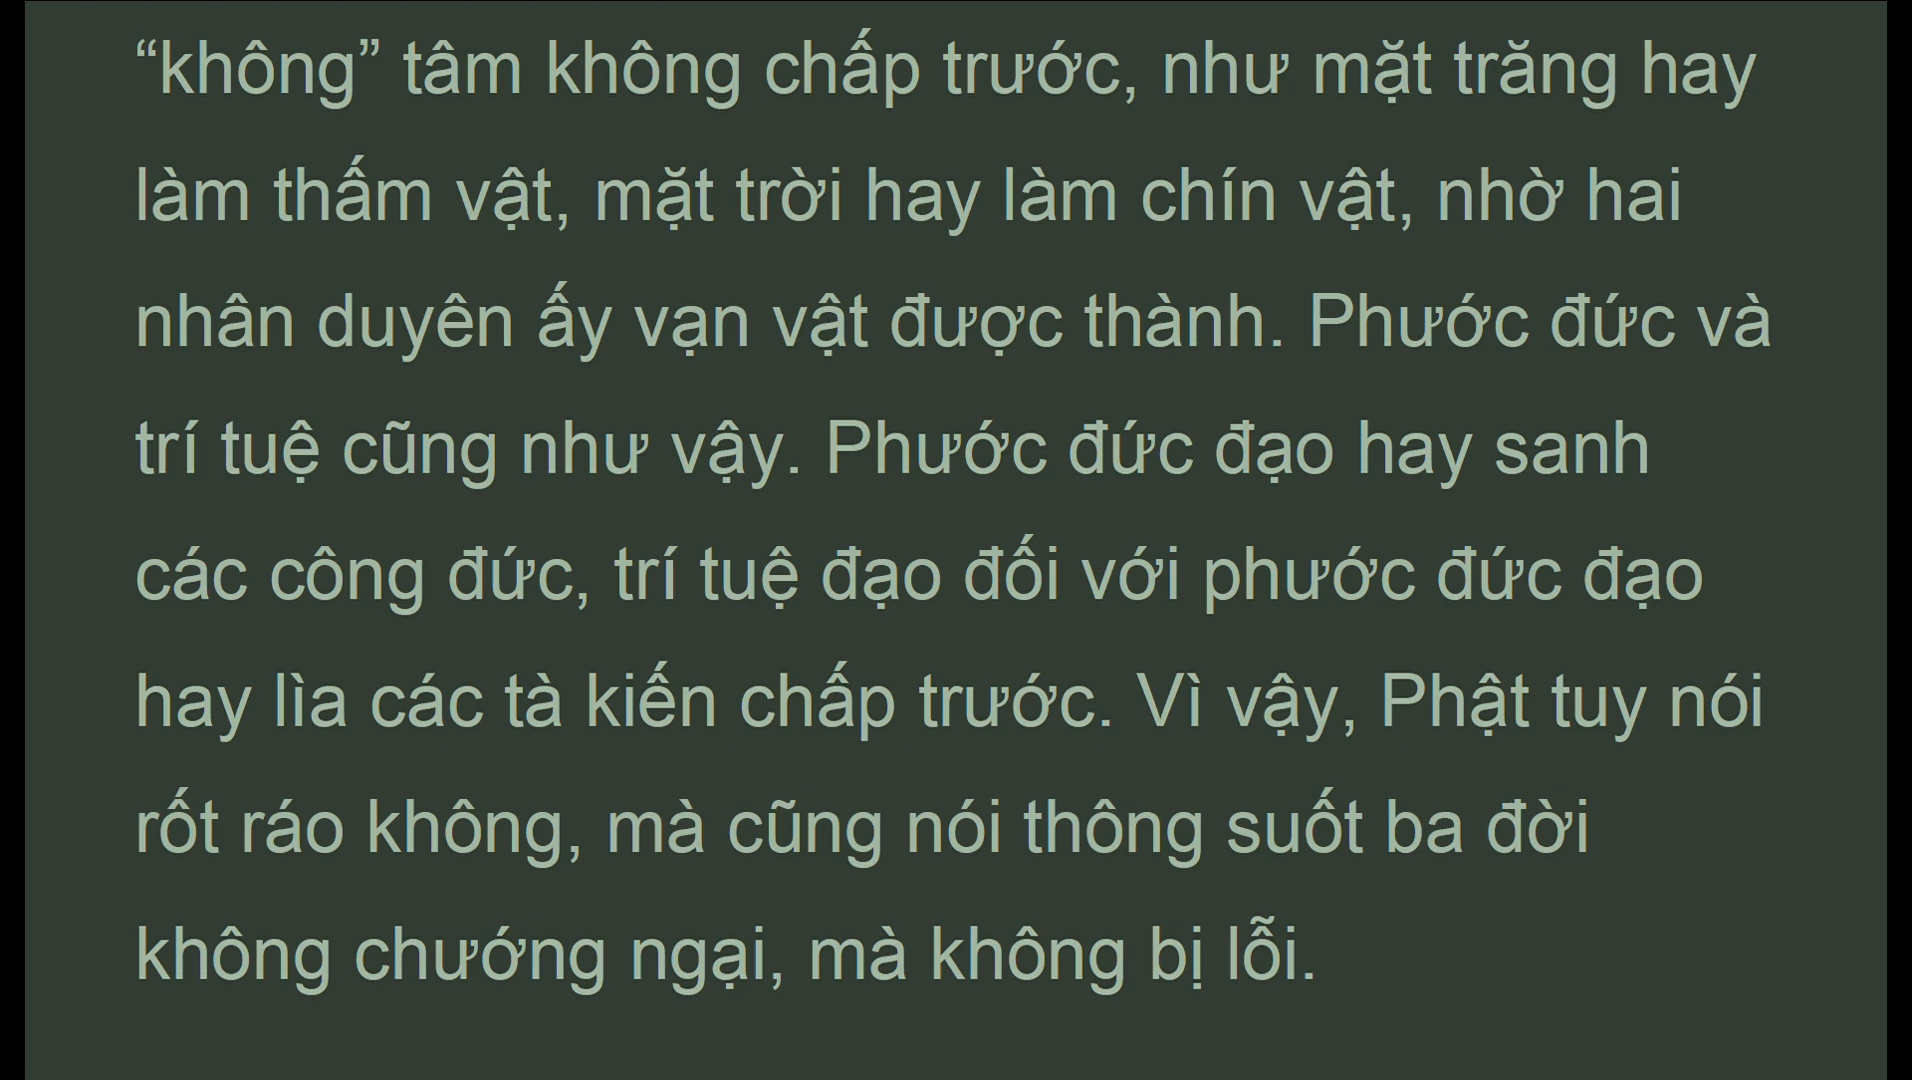 “không” tâm không chấp trước, như mặt trăng hay
làm thấm vật, mặt trời hay làm chín vật, nhờ hai
nhân duyên ấy vạn vật được thành. Phước đức và
trí tuệ cũng như vậy. Phước đức đạo hay sanh
các công đức, trí tuệ đạo đối với phước đức đạo
hay lìa các tà kiến chấp trước. Vì vậy, Phật tuy nói
rốt ráo không, mà cũng nói thông suốt ba đời
không chướng ngại, mà không bị lỗi.